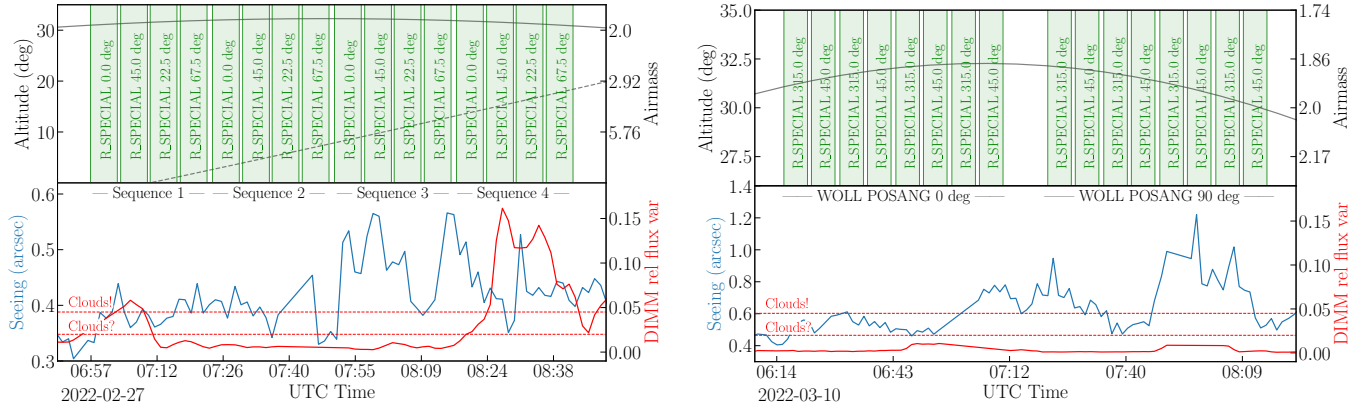 Altitude (deg)
30
20
10
R_SPECIAL 0.0 deg
R_SPECIAL 45.0 deg
R_SPECIAL 22.5 deg
R_SPECIAL 67.5 deg
R_SPECIAL 0.0 deg
R_SPECIAL 45.0 deg
R_SPECIAL 22.5 deg
R_SPECIAL 67.5 deg
R_SPECIAL 0.0 deg
R_SPECIAL 45.0 deg
R_SPECIAL 22.5 deg
R_SPECIAL 67.5 deg
R_SPECIAL 0.0 deg
R_SPECIAL 45.0 deg
R_SPECIAL 22.5 deg
R_SPECIAL 67.5 deg
2.0
2.92
5.76
Airmass
Seeing (arcsec)
0.6
0.5
0.4
0.3
Sequence 1
Sequence 2
Sequence 3
Sequence 4
Clouds!
Clouds?
0.15
0.10
0.05
0.00
DIMM rel flux var
06:57
07:12
07:26
07:40
07:55
08:09
08:24
08:38
UTC Time
2022-02-27
Altitude (deg)
35.0
32.5
30.0
27.5
R_SPECIAL 315.0 deg
R_SPECIAL 45.0 deg
R_SPECIAL 315.0 deg
R_SPECIAL 45.0 deg
R_SPECIAL 315.0 deg
R_SPECIAL 45.0 deg
R_SPECIAL 315.0 deg
R_SPECIAL 45.0 deg
R_SPECIAL 315.0 deg
R_SPECIAL 45.0 deg
R_SPECIAL 315.0 deg
R_SPECIAL 45.0 deg
R_SPECIAL 315.0 deg
R_SPECIAL 45.0 deg
R_SPECIAL 315.0 deg
R_SPECIAL 45.0 deg
1.74
1.86
2.0
2.17
Airmass
Seeing (arcsec)
1.4
1.2
1.0
0.8
0.6
0.4
WOLL POSANG 0 deg
WOLL POSANG 90 deg
Clouds!
Clouds?
0.15
0.10
0.05
0.00
DIMM rel flux var
06:14
06:43
07:12
07:40
08:09
UTC Time
2022-03-10